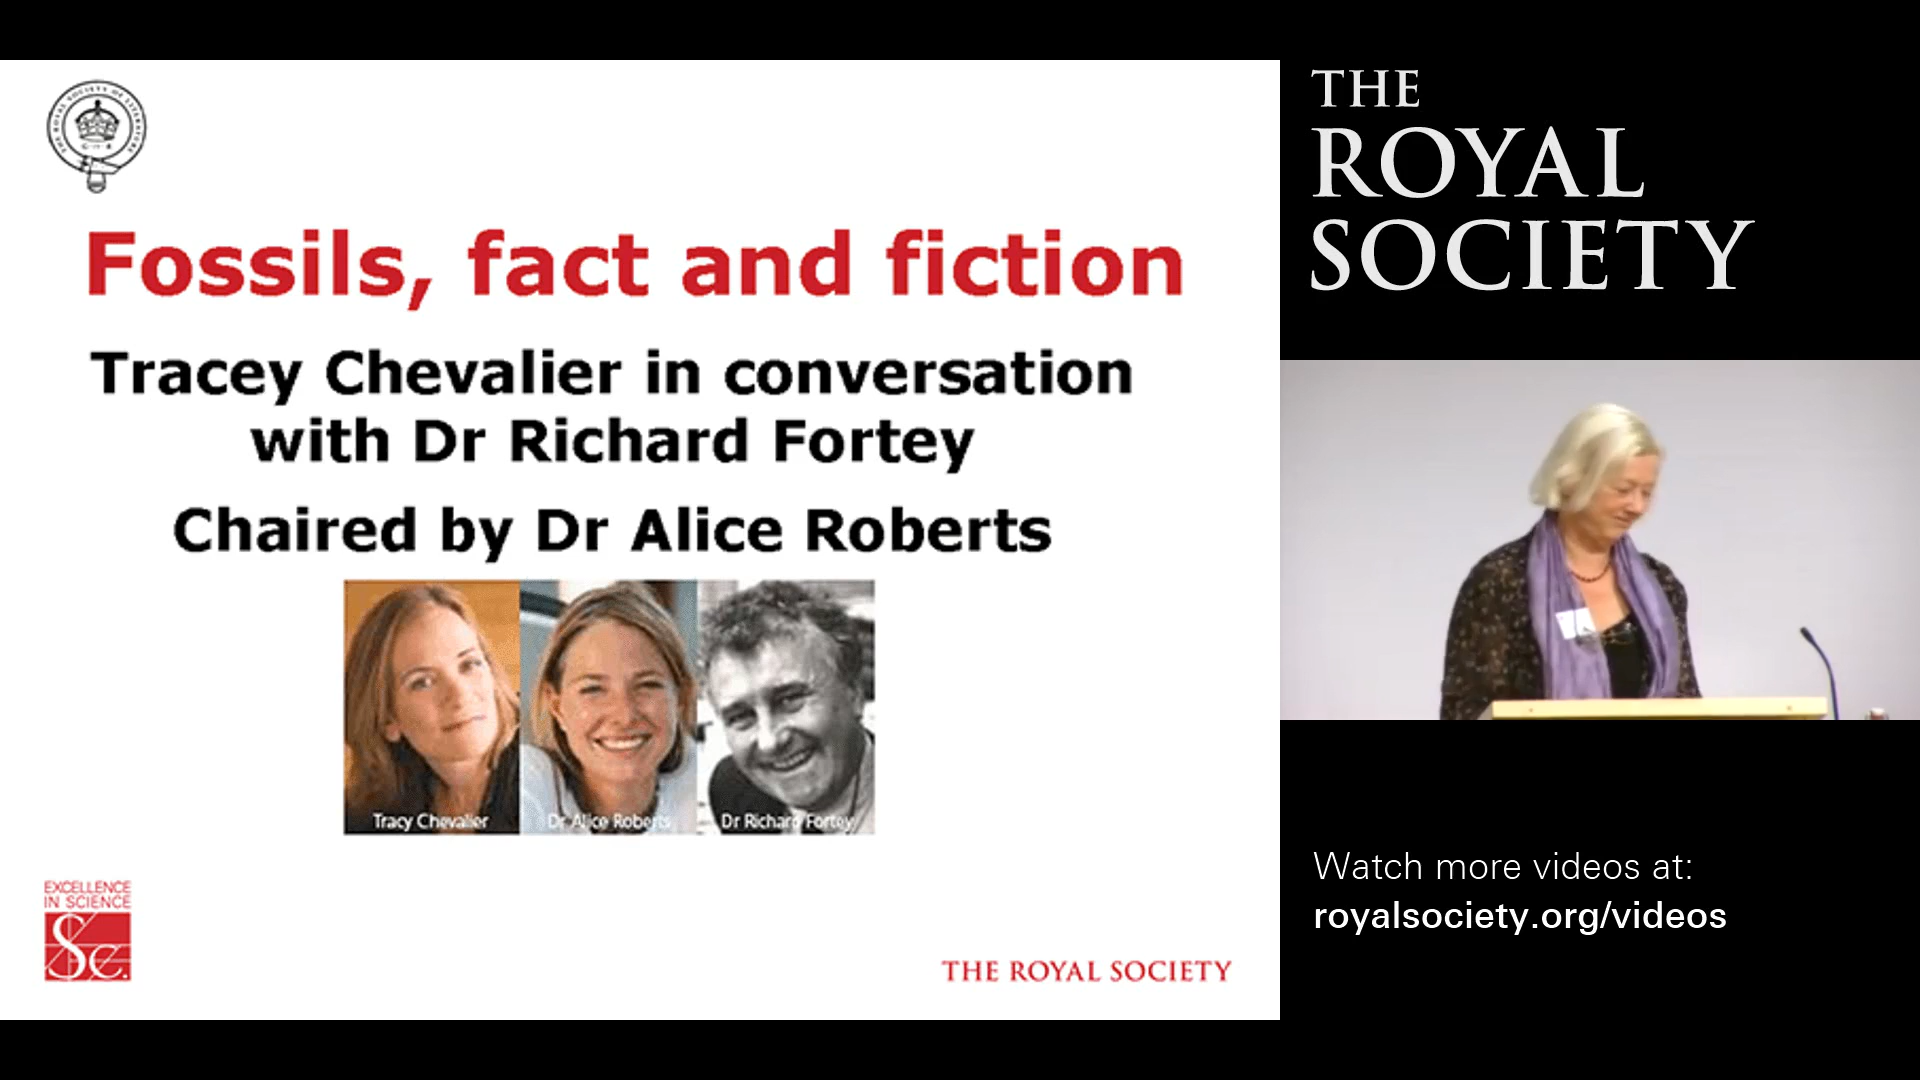 Fossils, fact and fiction
Tracey Chevalier in conversation
with Dr Richard Fortey
Chaired by Dr Alice Roberts
Tracy Chevalier
Dr Alice Roberts
Dr Richard Fortey
EXCELLENCE
IN SCIENCE
THE ROYAL SOCIETY
THE
ROYAL
SOCIETY
Watch more videos at:
royalsociety.org/videos